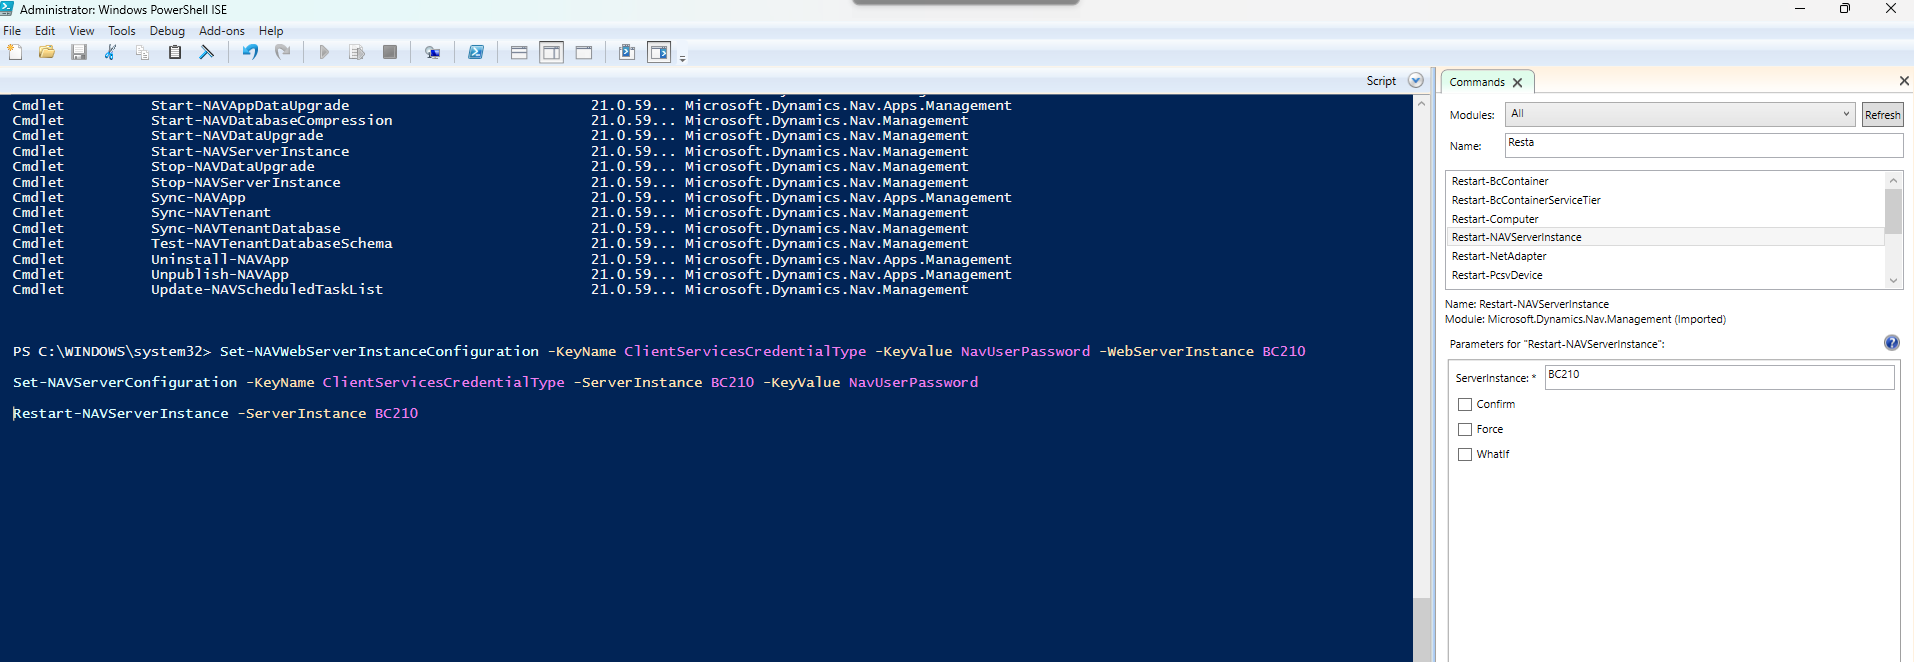 Administrator: Windows PowerShell ISE
File Edit View Tools Debug Add-ons Help
Script
Cmdlet Start-NAVAppDataUpgrade 21.0.59... Microsoft.Dynamics.Nav.Apps.Management
Cmdlet Start-NAVDatabaseCompression 21.0.59... Microsoft.Dynamics.Nav.Management
Cmdlet Start-NAVDataUpgrade 21.0.59... Microsoft.Dynamics.Nav.Management
Cmdlet Start-NAVServerInstance 21.0.59... Microsoft.Dynamics.Nav.Management
Cmdlet Stop-NAVDataUpgrade 21.0.59... Microsoft.Dynamics.Nav.Management
Cmdlet Stop-NAVServerInstance 21.0.59... Microsoft.Dynamics.Nav.Management
Cmdlet Sync-NAVApp 21.0.59... Microsoft.Dynamics.Nav.Apps.Management
Cmdlet Sync-NAVTenant 21.0.59... Microsoft.Dynamics.Nav.Management
Cmdlet Sync-NAVTenantDatabase 21.0.59... Microsoft.Dynamics.Nav.Management
Cmdlet Test-NAVTenantDatabaseSchema 21.0.59... Microsoft.Dynamics.Nav.Management
Cmdlet Uninstall-NAVApp 21.0.59... Microsoft.Dynamics.Nav.Apps.Management
Cmdlet Unpublish-NAVApp 21.0.59... Microsoft.Dynamics.Nav.Apps.Management
Cmdlet Update-NAVScheduledTaskList 21.0.59... Microsoft.Dynamics.Nav.Management
PS C:\WINDOWS\system32> Set-NAVWebServerInstanceConfiguration -KeyName ClientServicesCredentialType -KeyValue NavUserPassword -WebServerInstance BC210
Set-NAVServerConfiguration -KeyName ClientServicesCredentialType -ServerInstance BC210 -KeyValue NavUserPassword
Restart-NAVServerInstance -ServerInstance BC210
Commands
Modules: All Refresh
Name: Resta
Restart-BcContainer
Restart-BcContainerServiceTier
Restart-Computer
Restart-NAVServerInstance
Restart-NetAdapter
Restart-PcsvDevice
Name: Restart-NAVServerInstance
Module: Microsoft.Dynamics.Nav.Management (Imported)
Parameters for "Restart-NAVServerInstance":
ServerInstance: * BC210
Confirm
Force
WhatIf